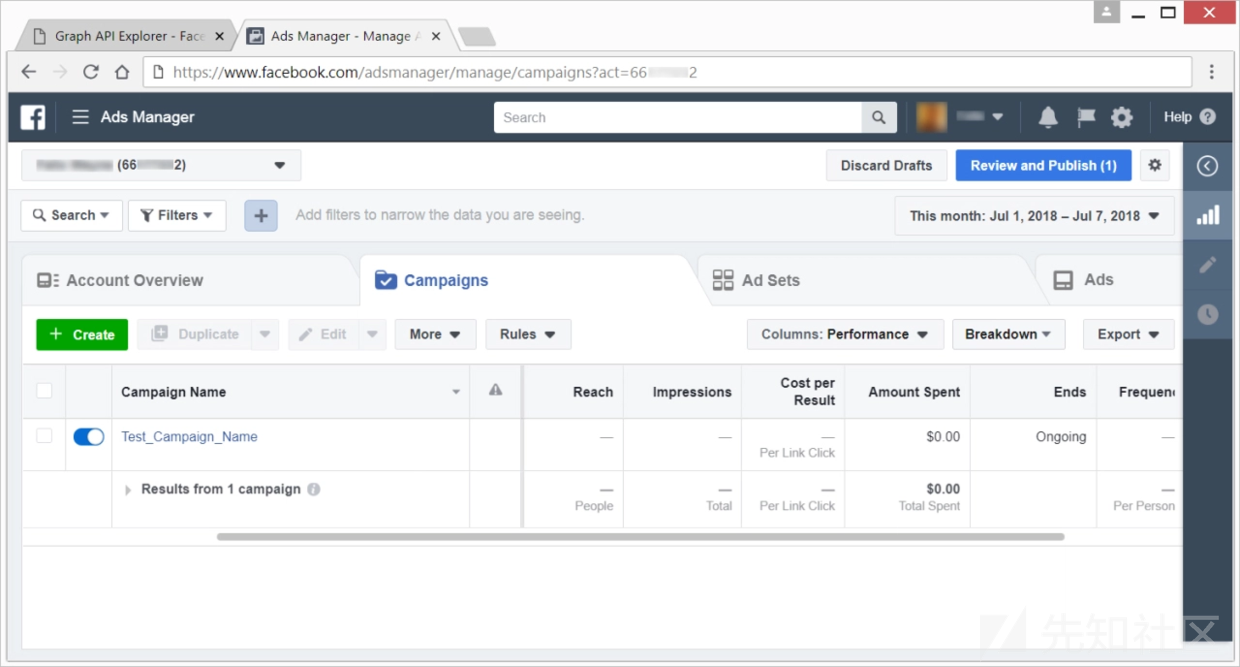 Graph API Explorer - Fac
Ads Manager - Manage A
https://www.facebook.com/adsmanager/manage/campaigns?act=66 2
Ads Manager
Search
Help
(66 2)
Discard Drafts
Review and Publish (1)
Search
Filters
Add filters to narrow the data you are seeing.
This month: Jul 1, 2018 – Jul 7, 2018
Account Overview
Campaigns
Ad Sets
Ads
+ Create
Duplicate
Edit
More
Rules
Columns: Performance
Breakdown
Export
Campaign Name
Reach
Impressions
Cost per
Result
Amount Spent
Ends
Frequen
Test_Campaign_Name
—
—
—
Per Link Click
$0.00
Ongoing
—
Results from 1 campaign
—
People
—
Total
—
Per Link Click
$0.00
Total Spent
—
Per Person
先知社区